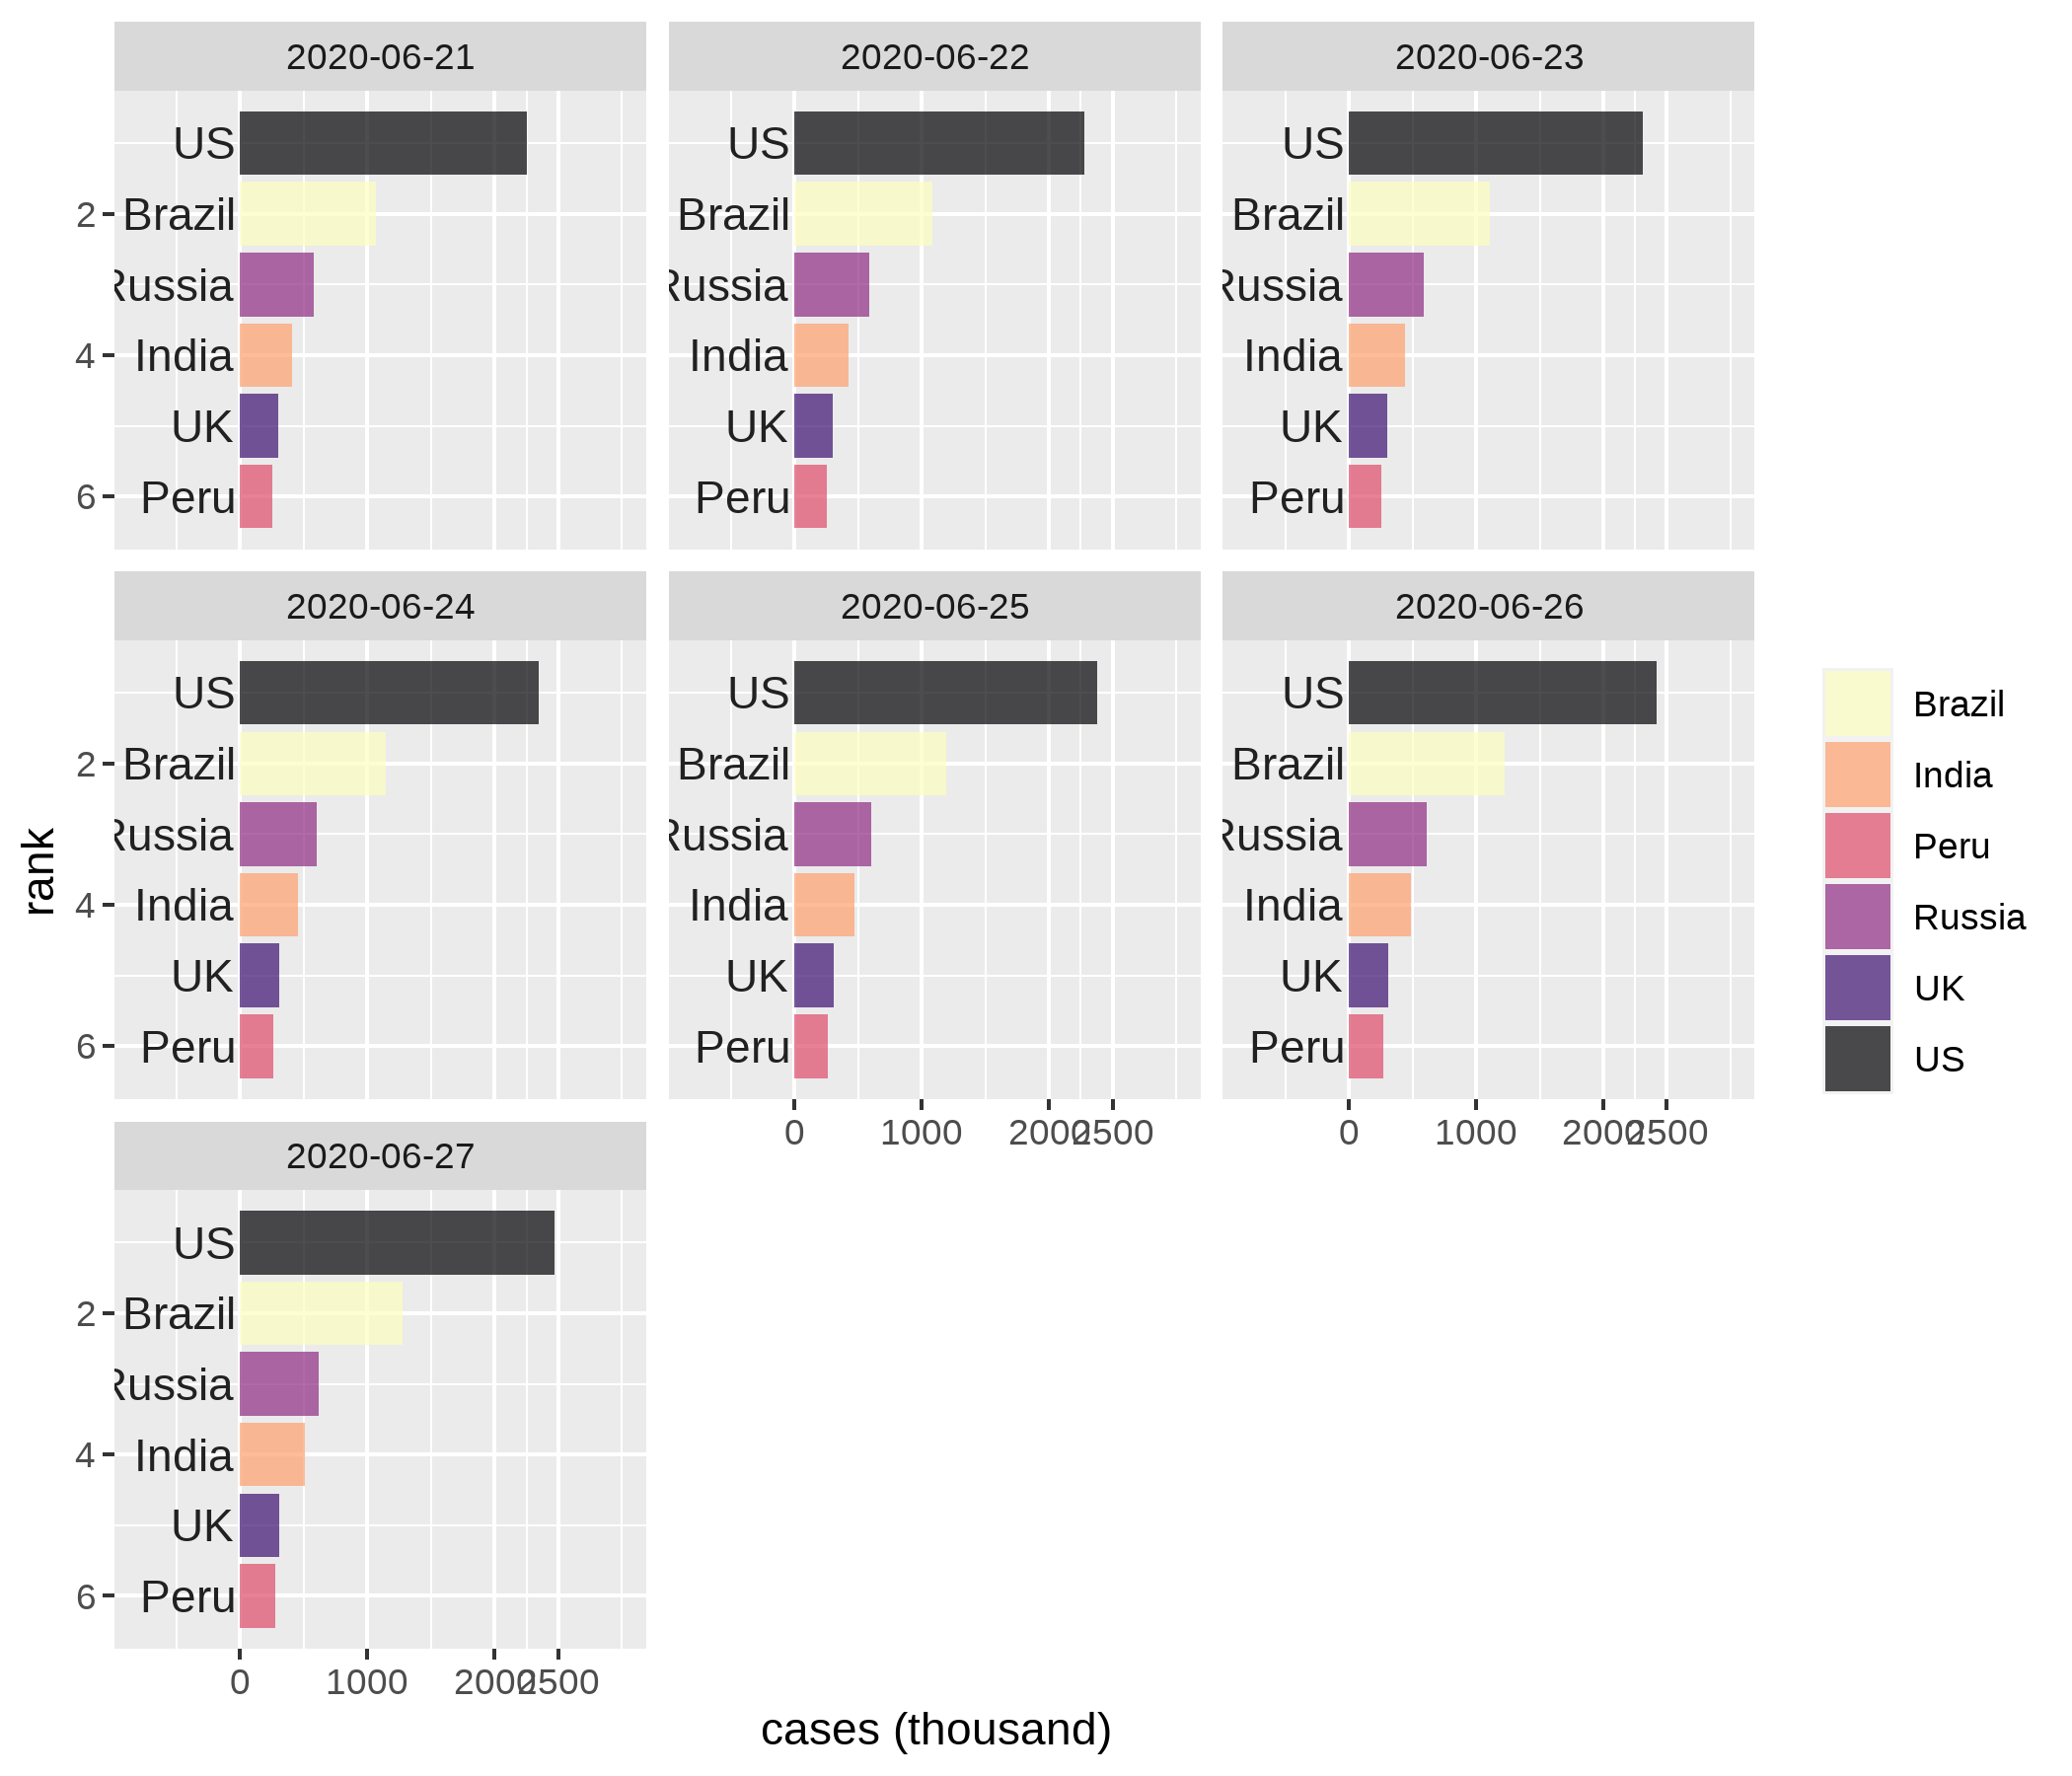 2020-06-21
2020-06-22
2020-06-23
US
US
US
2
Brazil
Brazil
Brazil
Russia
Russia
Russia
4
India
India
India
UK
UK
UK
6
Peru
Peru
Peru
2020-06-24
2020-06-25
2020-06-26
US
US
US
2
Brazil
Brazil
Brazil
Russia
Russia
Russia
4
India
India
India
UK
UK
UK
6
Peru
Peru
Peru
0 1000 2000 2500
0 1000 2000 2500
2020-06-27
US
2
Brazil
Russia
4
India
UK
6
Peru
0 1000 2000 2500
rank
cases (thousand)
Brazil
India
Peru
Russia
UK
US